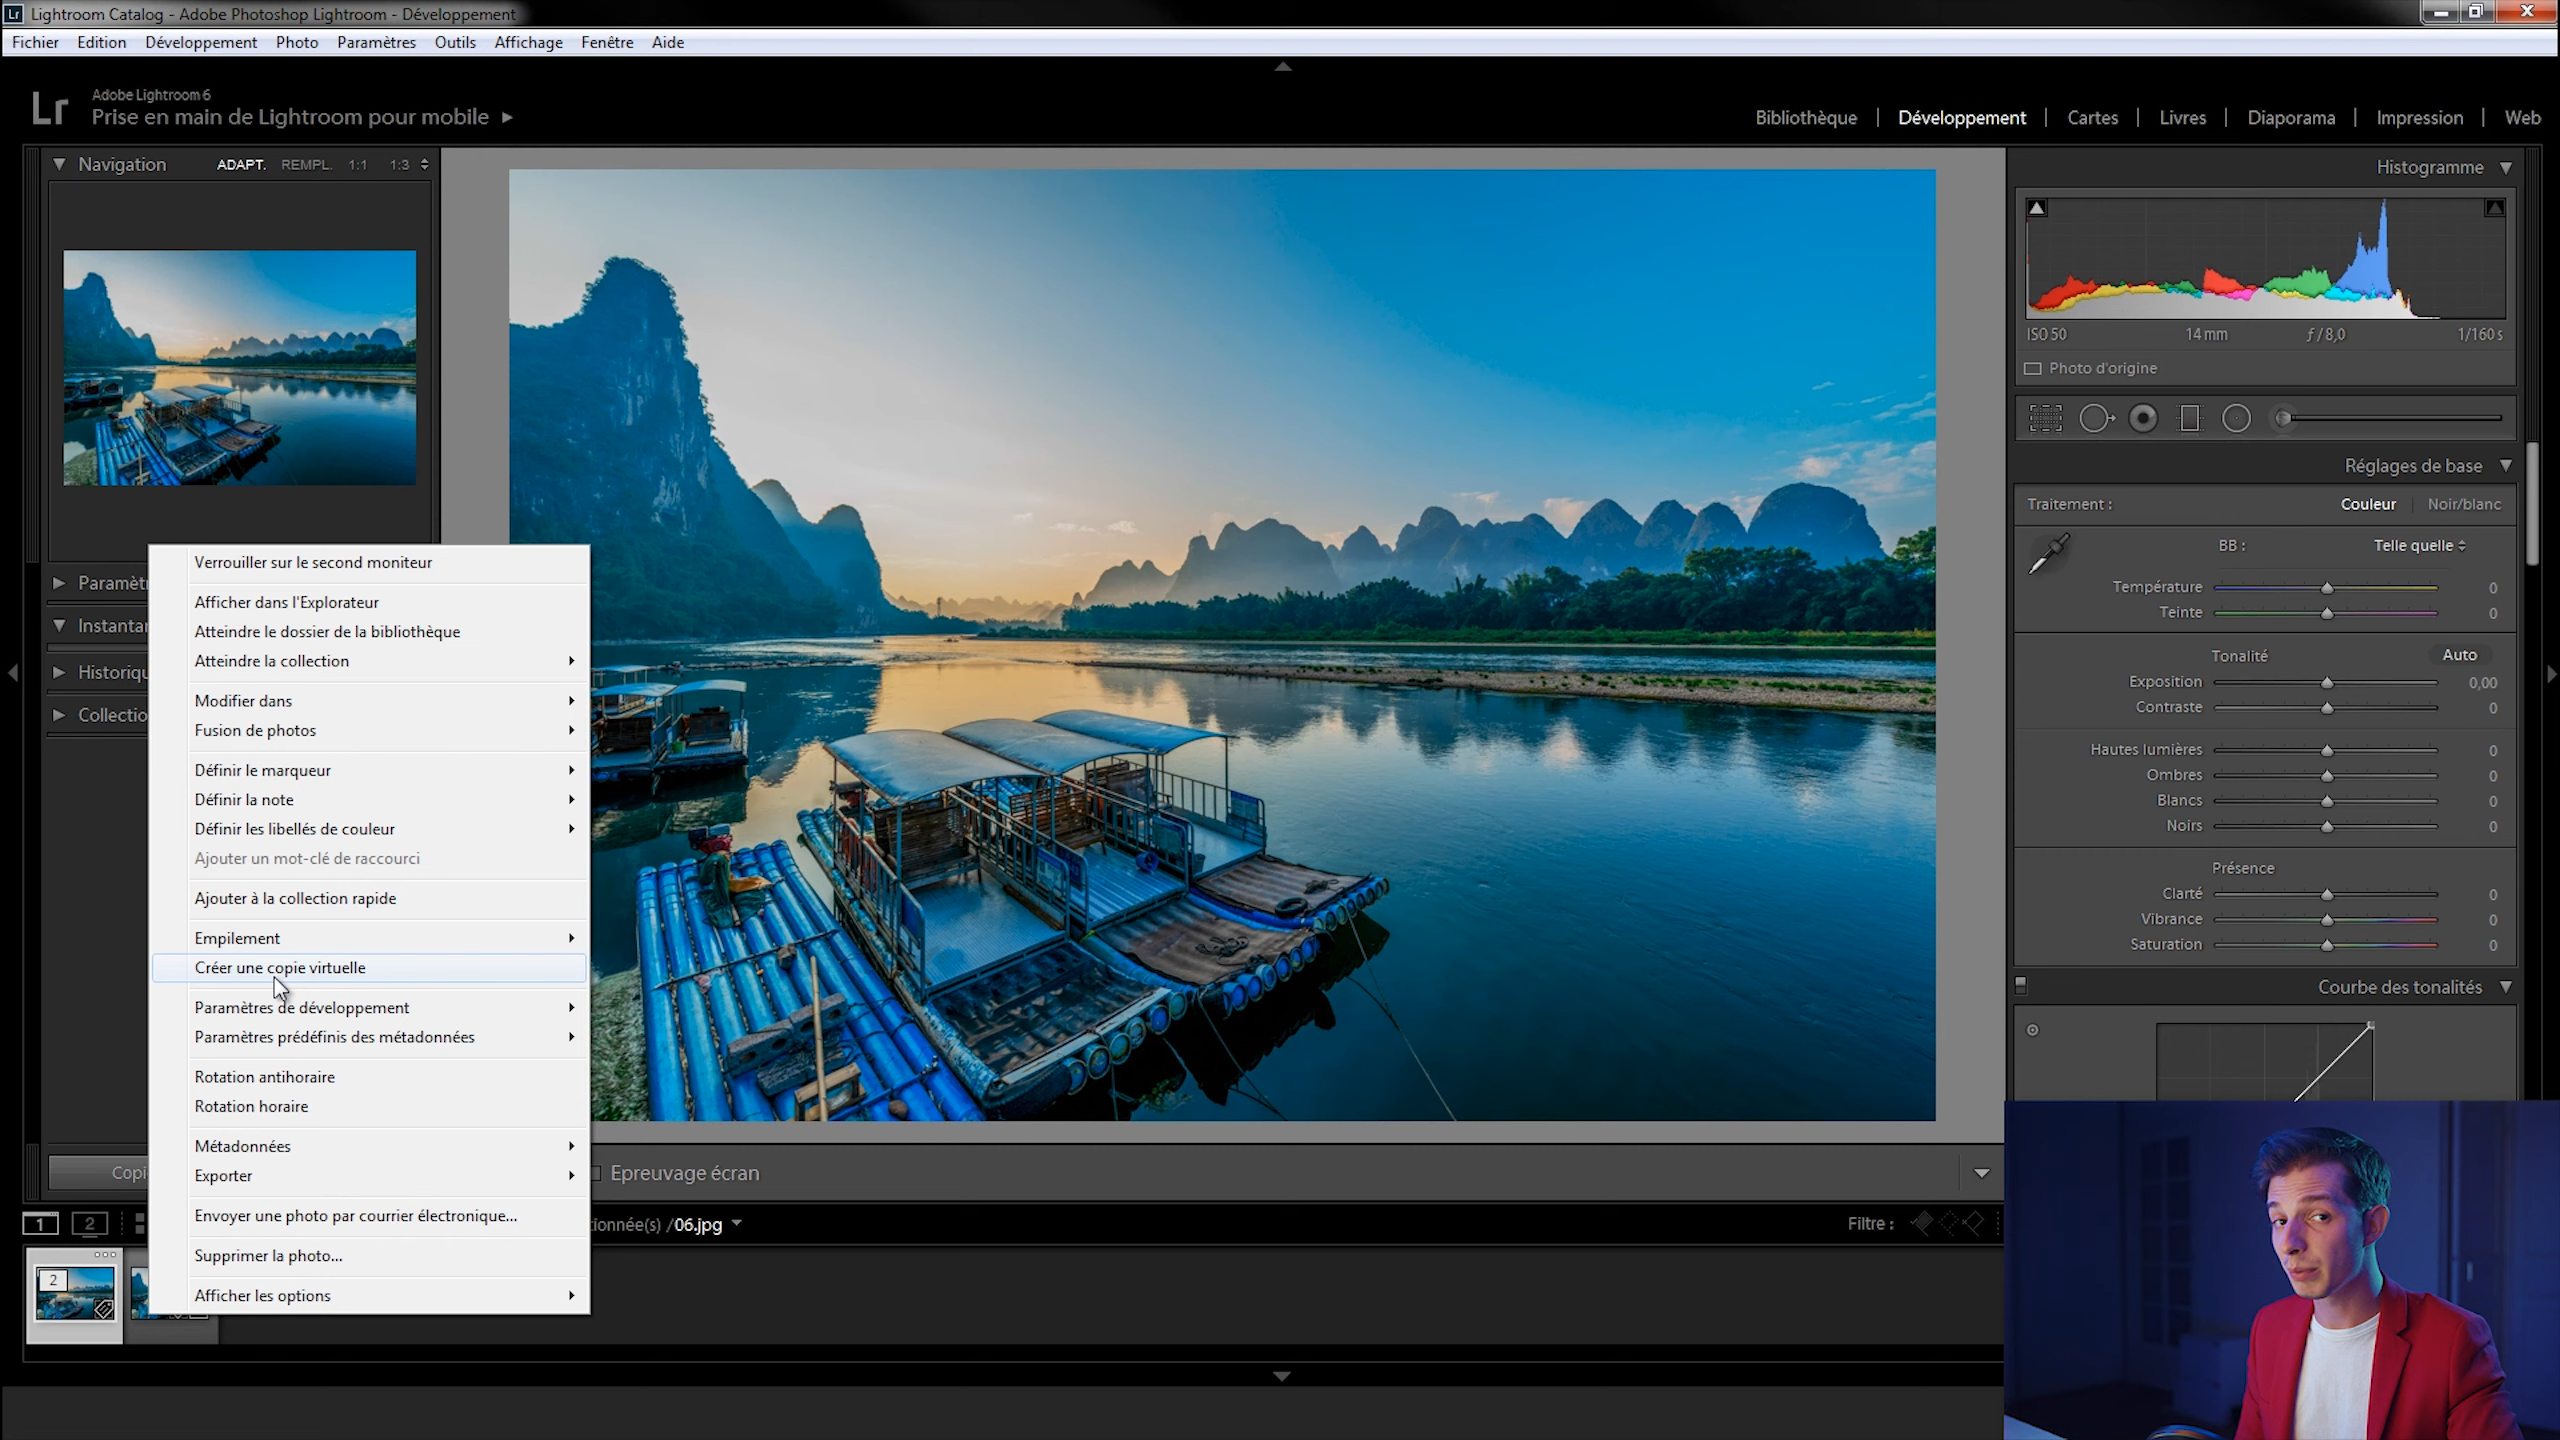 Lightroom Catalog - Adobe Photoshop Lightroom - Développement
Fichier Edition Développement Photo Paramètres Outils Affichage Fenêtre Aide
Lr
Adobe Lightroom 6
Prise en main de Lightroom pour mobile
Bibliothèque | Développement | Cartes | Livres | Diaporama | Impression | Web
Navigation ADAPT. REMPL. 1:1 1:3
Histogramme
ISO 50 14 mm ƒ / 8,0 1/160 s
Photo d'origine
Réglages de base
Traitement : Couleur Noir/blanc
BB : Telle quelle
Température 0
Teinte 0
Tonalité Auto
Exposition 0,00
Contraste 0
Hautes lumières 0
Ombres 0
Blancs 0
Noirs 0
Présence
Clarté 0
Vibrance 0
Saturation 0
Courbe des tonalités
Paramètr
Instantan
Historiqu
Collectio
Verrouiller sur le second moniteur
Afficher dans l'Explorateur
Atteindre le dossier de la bibliothèque
Atteindre la collection
Modifier dans
Fusion de photos
Définir le marqueur
Définir la note
Définir les libellés de couleur
Ajouter un mot-clé de raccourci
Ajouter à la collection rapide
Empilement
Créer une copie virtuelle
Paramètres de développement
Paramètres prédéfinis des métadonnées
Rotation antihoraire
Rotation horaire
Métadonnées
Exporter
Envoyer une photo par courrier électronique...
Supprimer la photo...
Afficher les options
Copi
Epreuvage écran
1 2
tionnée(s) /06.jpg
Filtre :
2